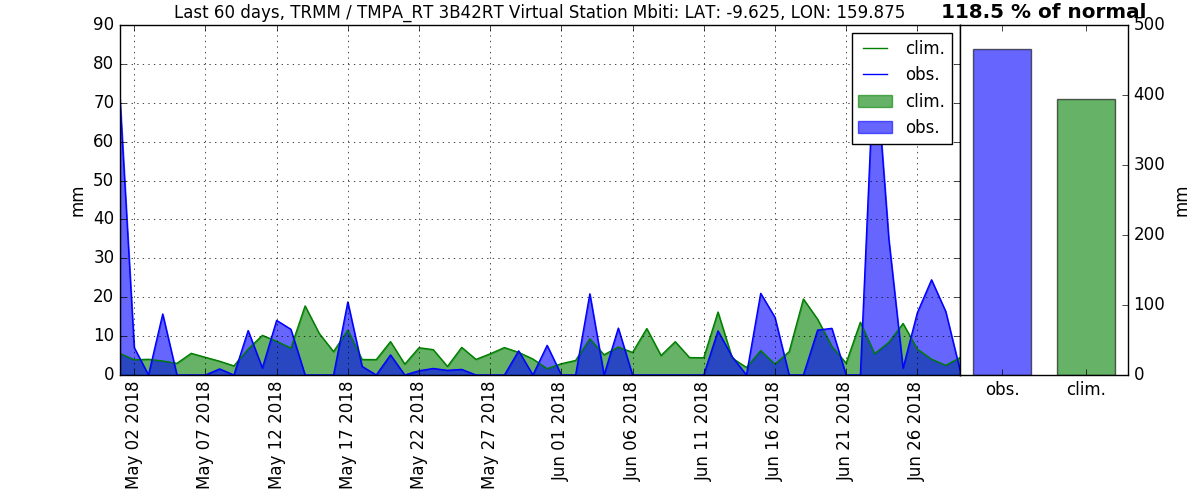 Last 60 days, TRMM / TMPA_RT 3B42RT Virtual Station Mbiti: LAT: -9.625, LON: 159.875
118.5 % of normal
90
80
70
60
50
40
30
20
10
0
mm
clim.
obs.
clim.
obs.
May 02 2018
May 07 2018
May 12 2018
May 17 2018
May 22 2018
May 27 2018
Jun 01 2018
Jun 06 2018
Jun 11 2018
Jun 16 2018
Jun 21 2018
Jun 26 2018
500
400
300
200
100
0
mm
obs.
clim.